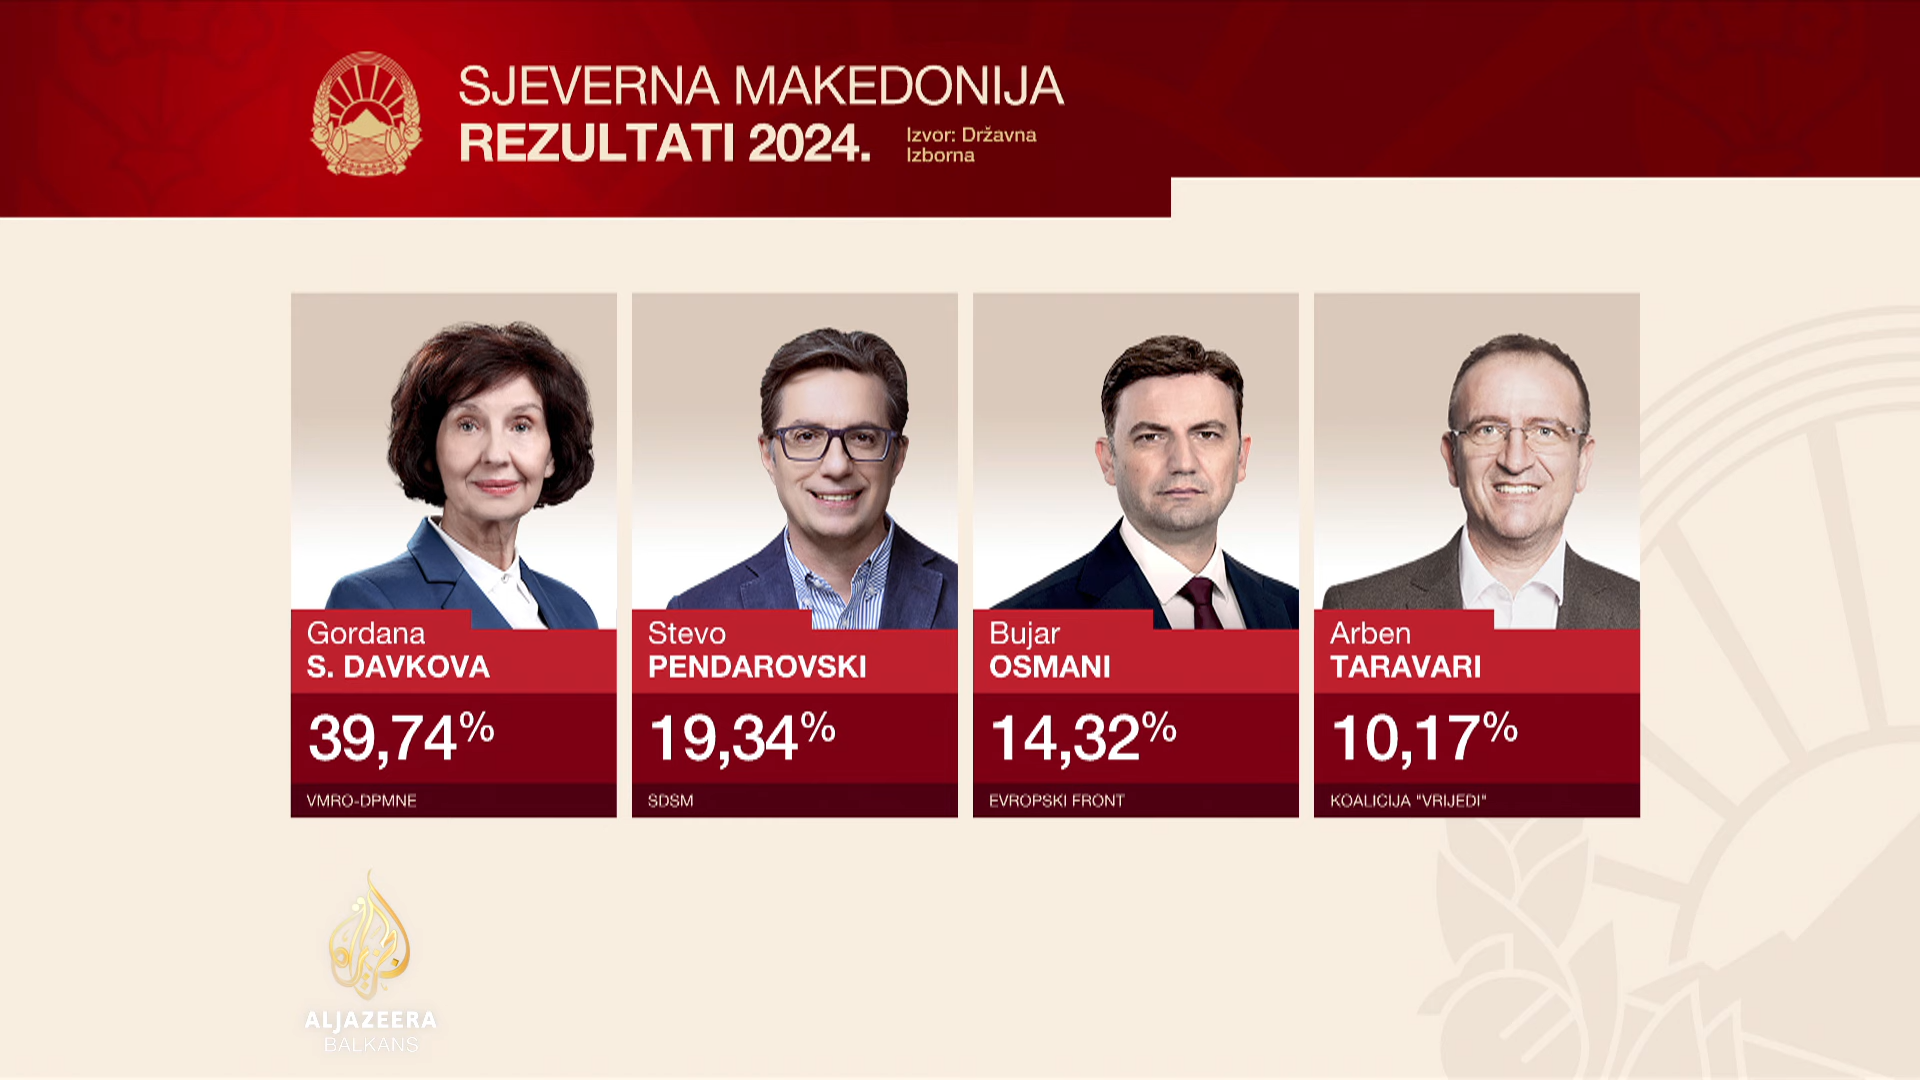 SJEVERNA MAKEDONIJA
REZULTATI 2024.
Izvor: Državna
Izborna
Gordana
S. DAVKOVA
39,74%
VMRO-DPMNE
Stevo
PENDAROVSKI
19,34%
SDSM
Bujar
OSMANI
14,32%
EVROPSKI FRONT
Arben
TARAVARI
10,17%
KOALICIJA "VRIJEDI"
ALJAZEERA
BALKANS